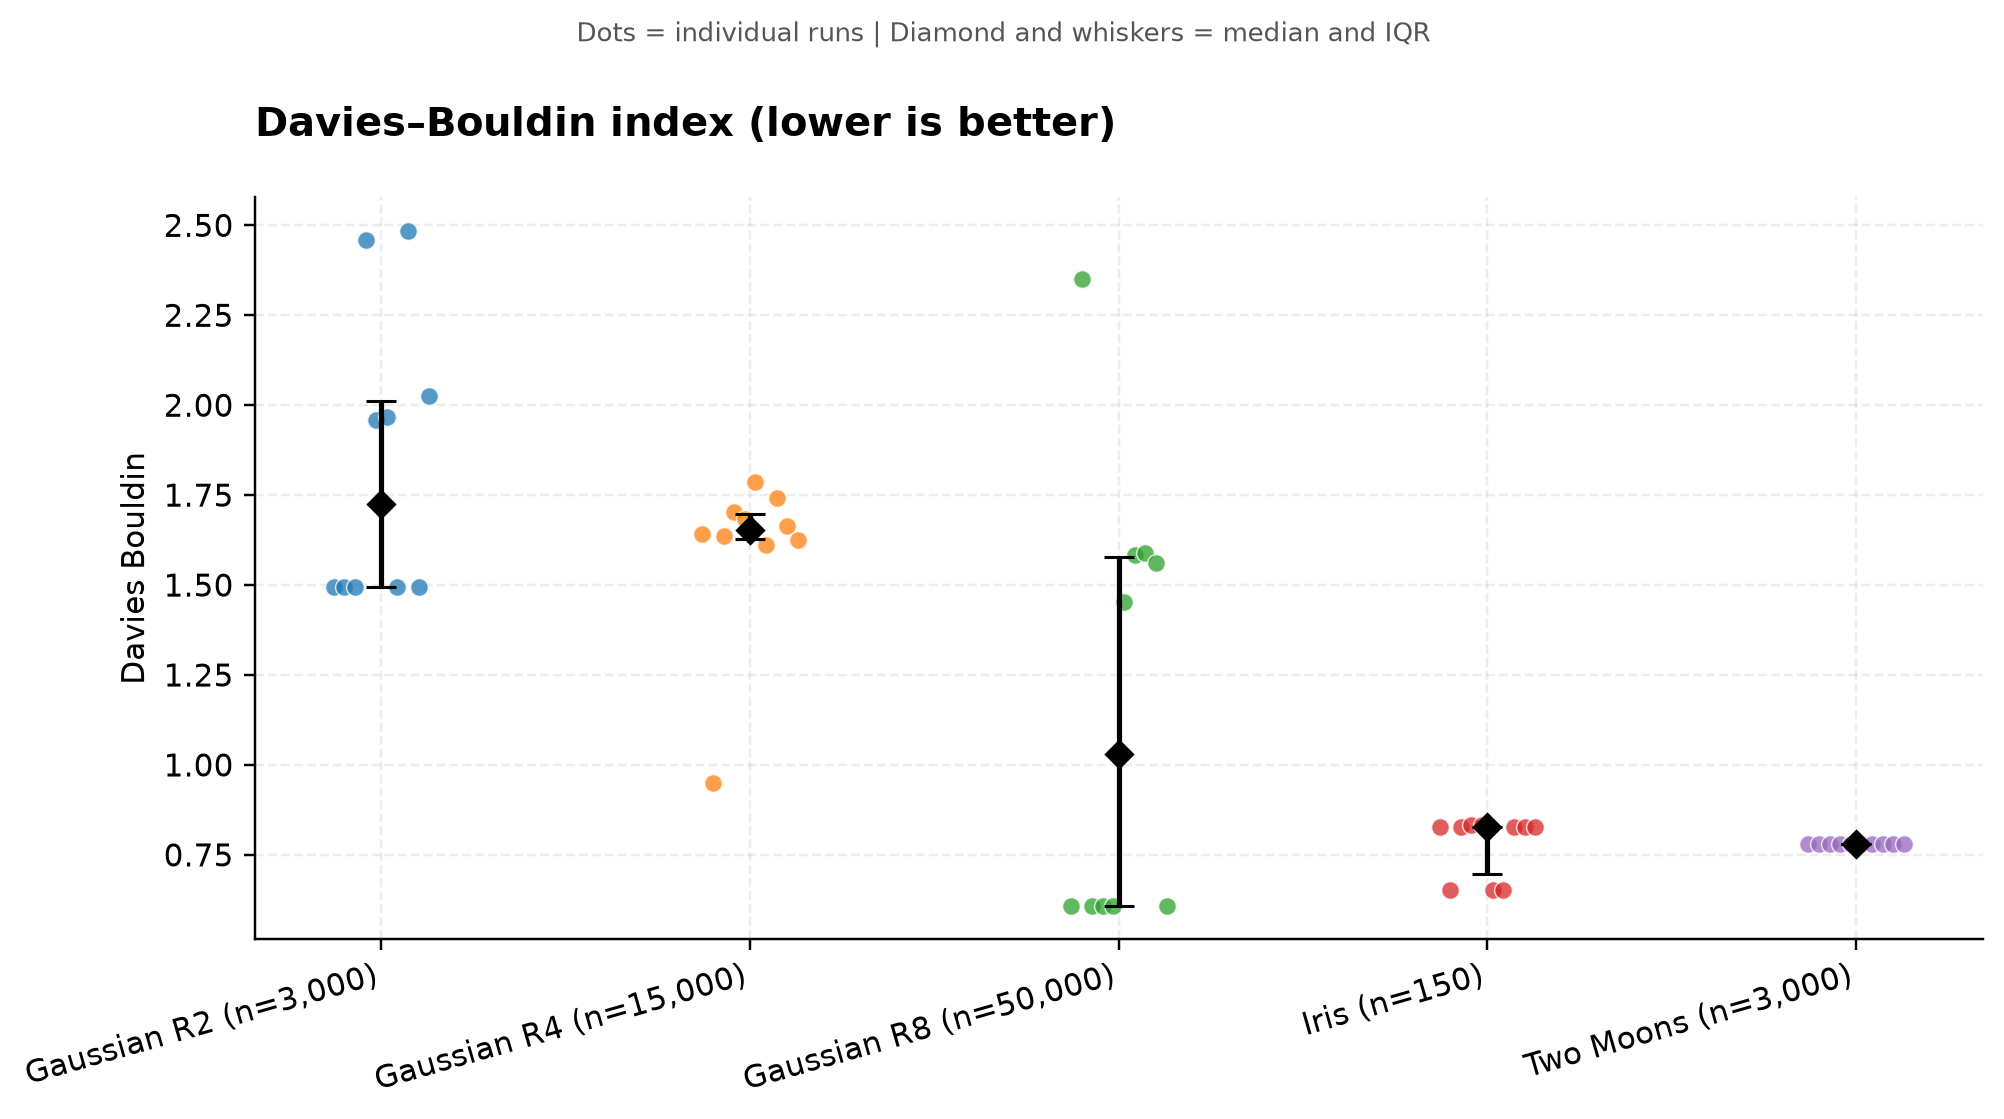 Dots = individual runs | Diamond and whiskers = median and IQR
Davies–Bouldin index (lower is better)
Davies Bouldin
2.50
2.25
2.00
1.75
1.50
1.25
1.00
0.75
Gaussian R2 (n=3,000)
Gaussian R4 (n=15,000)
Gaussian R8 (n=50,000)
Iris (n=150)
Two Moons (n=3,000)